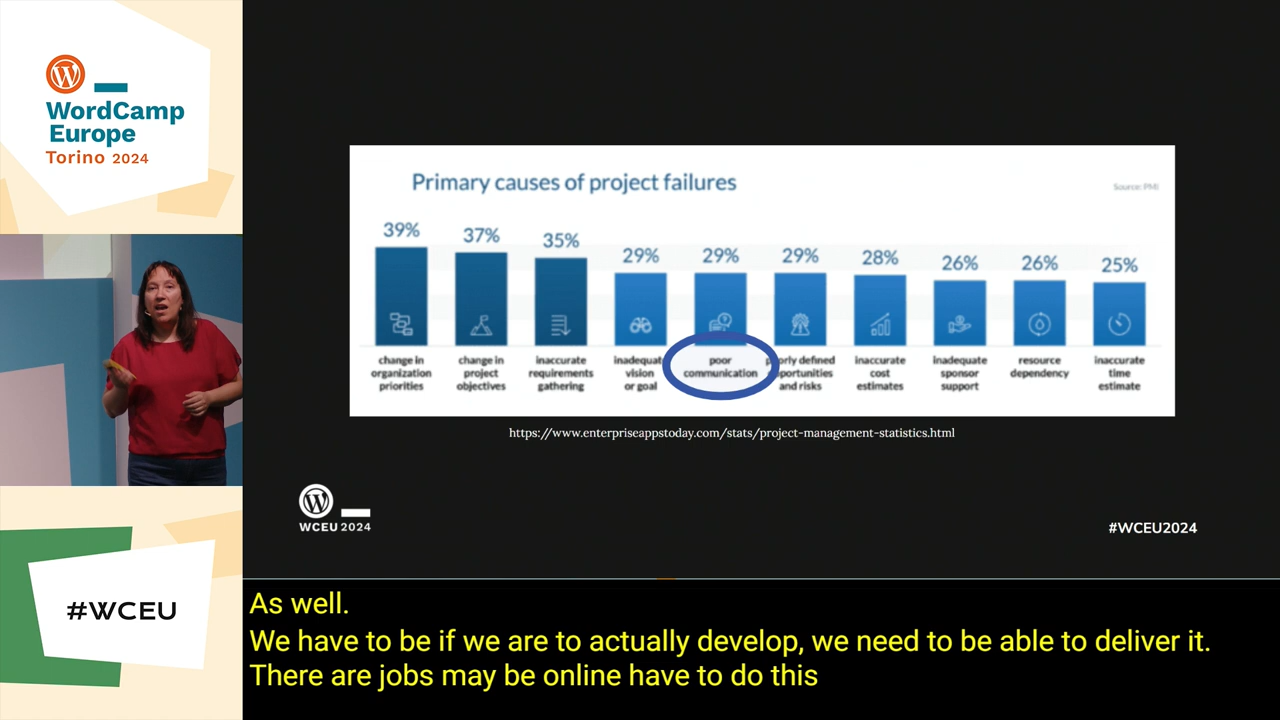 WordCamp
Europe
Torino 2024
#WCEU
Primary causes of project failures
Source: PMI
39%
37%
35%
29%
29%
29%
28%
26%
26%
25%
change in
organization
priorities
change in
project
objectives
inaccurate
requirements
gathering
inadequat
vision
or goal
poor
communication
orly defined
portunities
and risks
inaccurate
cost
estimates
inadequate
sponsor
support
resource
dependency
inaccurate
time
estimate
https://www.enterpriseappstoday.com/stats/project-management-statistics.html
WCEU 2024
#WCEU2024
As well.
We have to be if we are to actually develop, we need to be able to deliver it.
There are jobs may be online have to do this